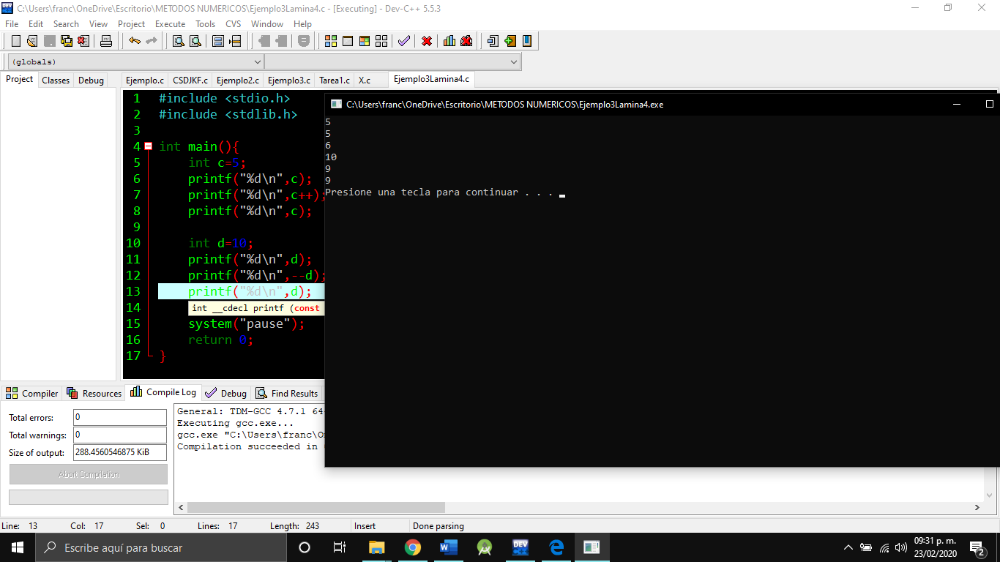 C:\Users\franc\OneDrive\Escritorio\METODOS NUMERICOS\Ejemplo3Lamina4.c - [Executing] - Dev-C++ 5.5.3
File Edit Search View Project Execute Tools CVS Window Help
(globals)
Project Classes Debug
Ejemplo.c CSDJKF.c Ejemplo2.c Ejemplo3.c Tarea1.c X.c Ejemplo3Lamina4.c
1 #include <stdio.h>
2 #include <stdlib.h>
3
4 int main(){
5 int c=5;
6 printf("%d\n",c);
7 printf("%d\n",c++);
8 printf("%d\n",c);
9
10 int d=10;
11 printf("%d\n",d);
12 printf("%d\n",--d);
13 printf("%d\n",d);
14 int __cdecl printf (const
15 system("pause");
16 return 0;
17 }
C:\Users\franc\OneDrive\Escritorio\METODOS NUMERICOS\Ejemplo3Lamina4.exe
5
5
6
10
9
9
Presione una tecla para continuar . . .
Compiler Resources Compile Log Debug Find Results
Total errors: 0
Total warnings: 0
Size of output: 288.4560546875 KiB
Abort Compilation
General: TDM-GCC 4.7.1 64-
Executing gcc.exe...
gcc.exe "C:\Users\franc\O
Compilation succeeded in
Line: 13 Col: 17 Sel: 0 Lines: 17 Length: 243 Insert Done parsing
Escribe aquí para buscar
DEV C++
09:31 p. m.
23/02/2020
2